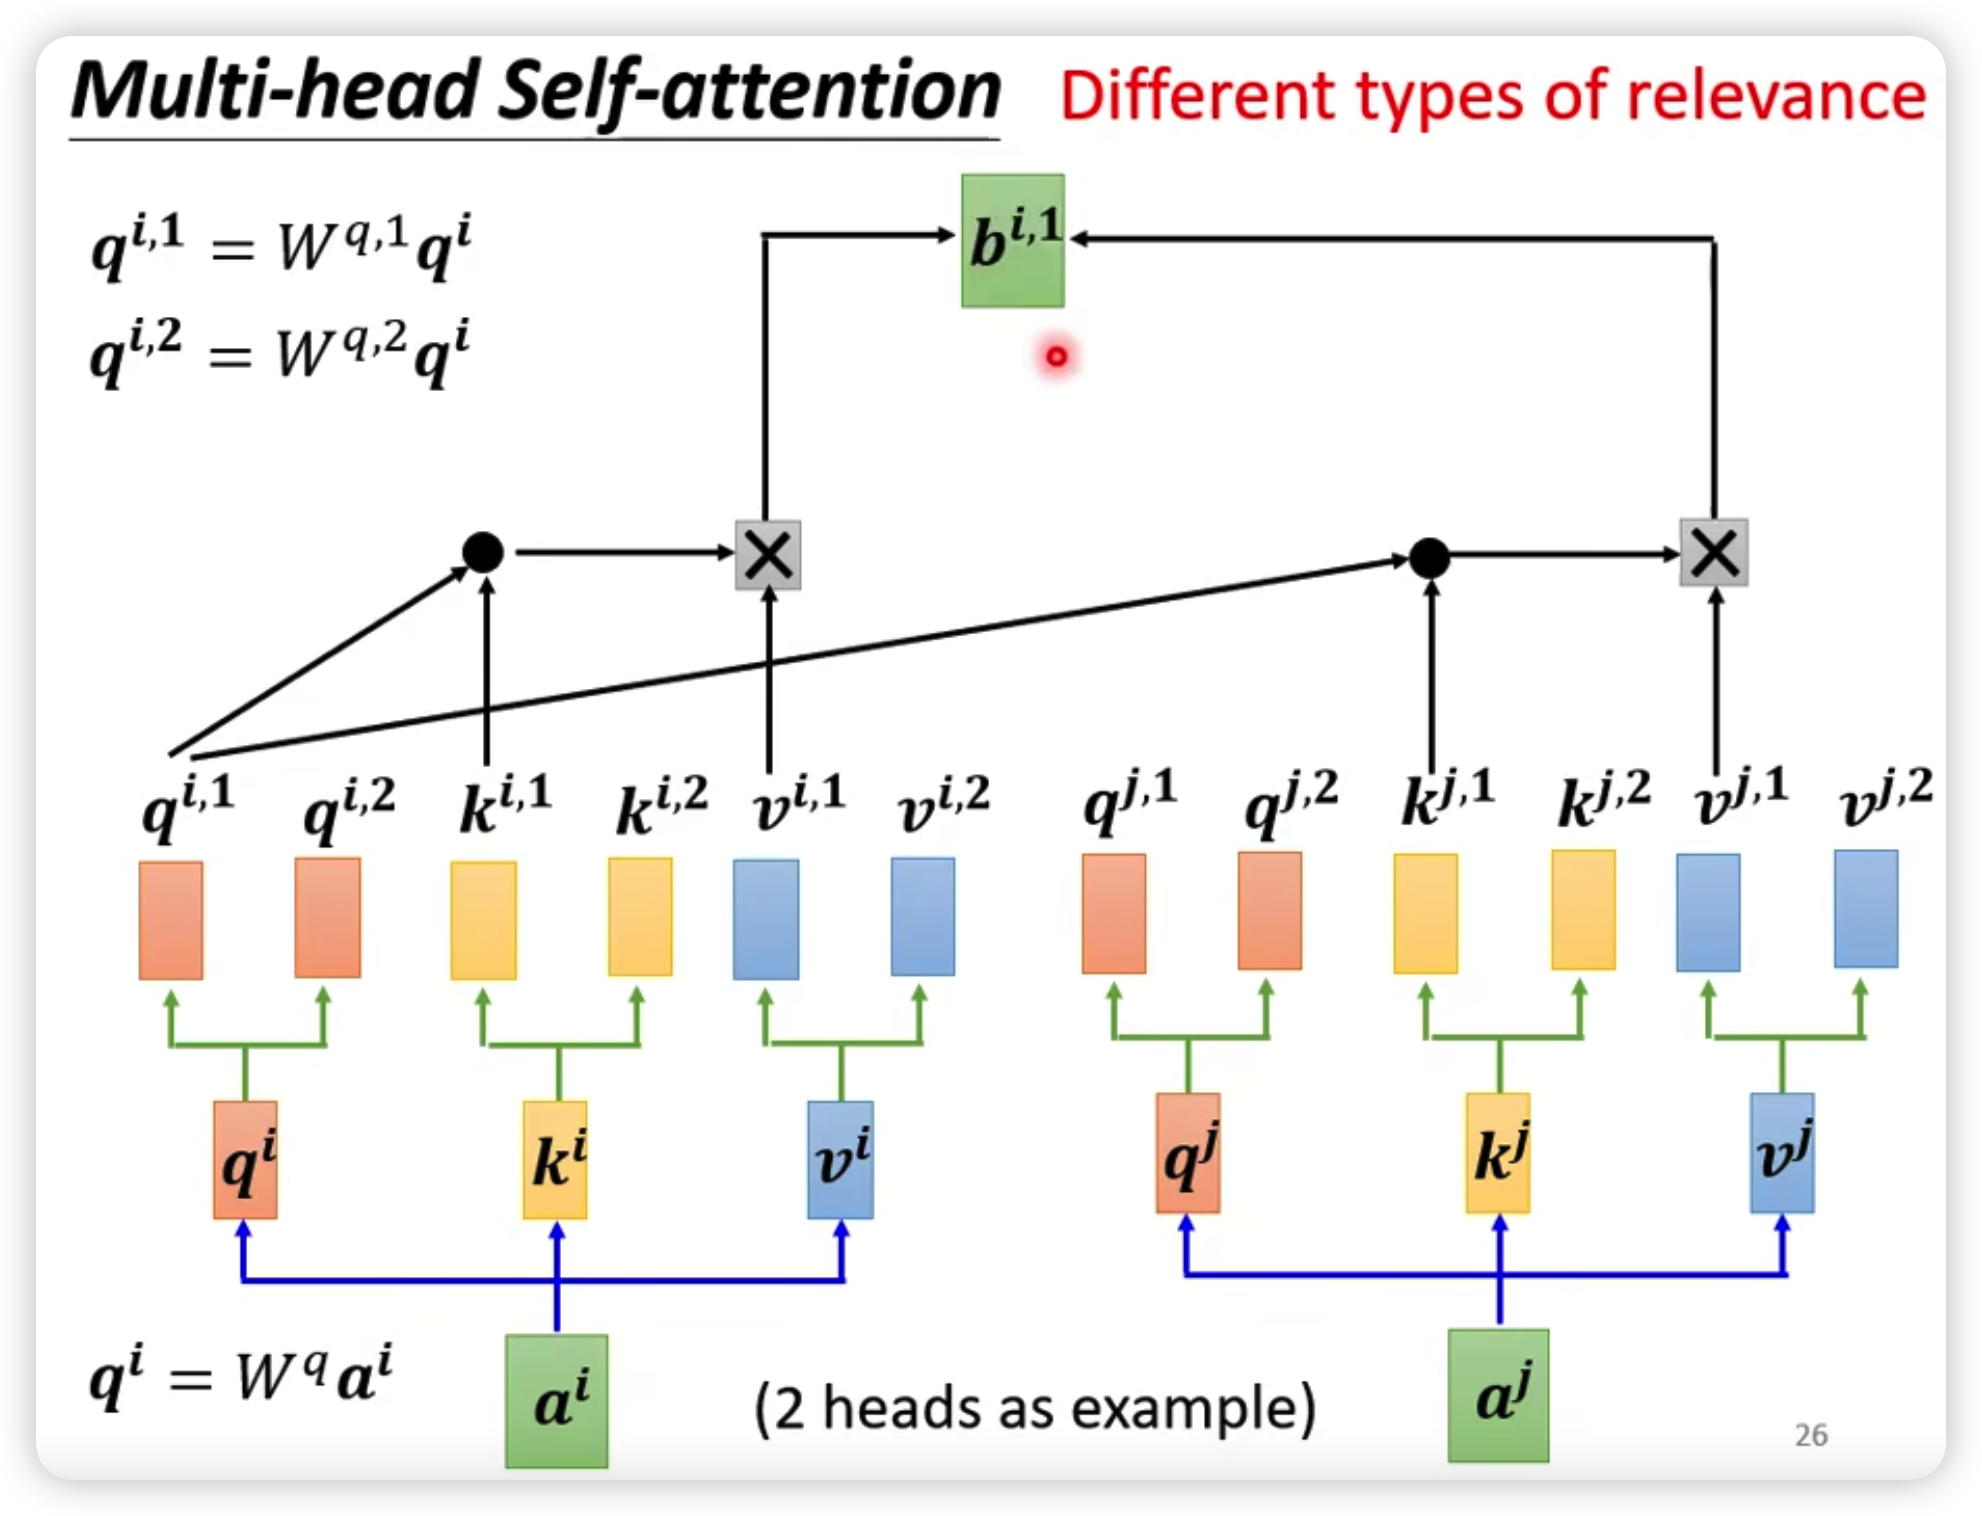 Multi-head Self-attention Different types of relevance
q^{i,1} = W^{q,1}q^i
q^{i,2} = W^{q,2}q^i
b^{i,1}
q^{i,1} q^{i,2} k^{i,1} k^{i,2} v^{i,1} v^{i,2} q^{j,1} q^{j,2} k^{j,1} k^{j,2} v^{j,1} v^{j,2}
q^i k^i v^i q^j k^j v^j
q^i = W^q a^i
a^i (2 heads as example) a^j
26